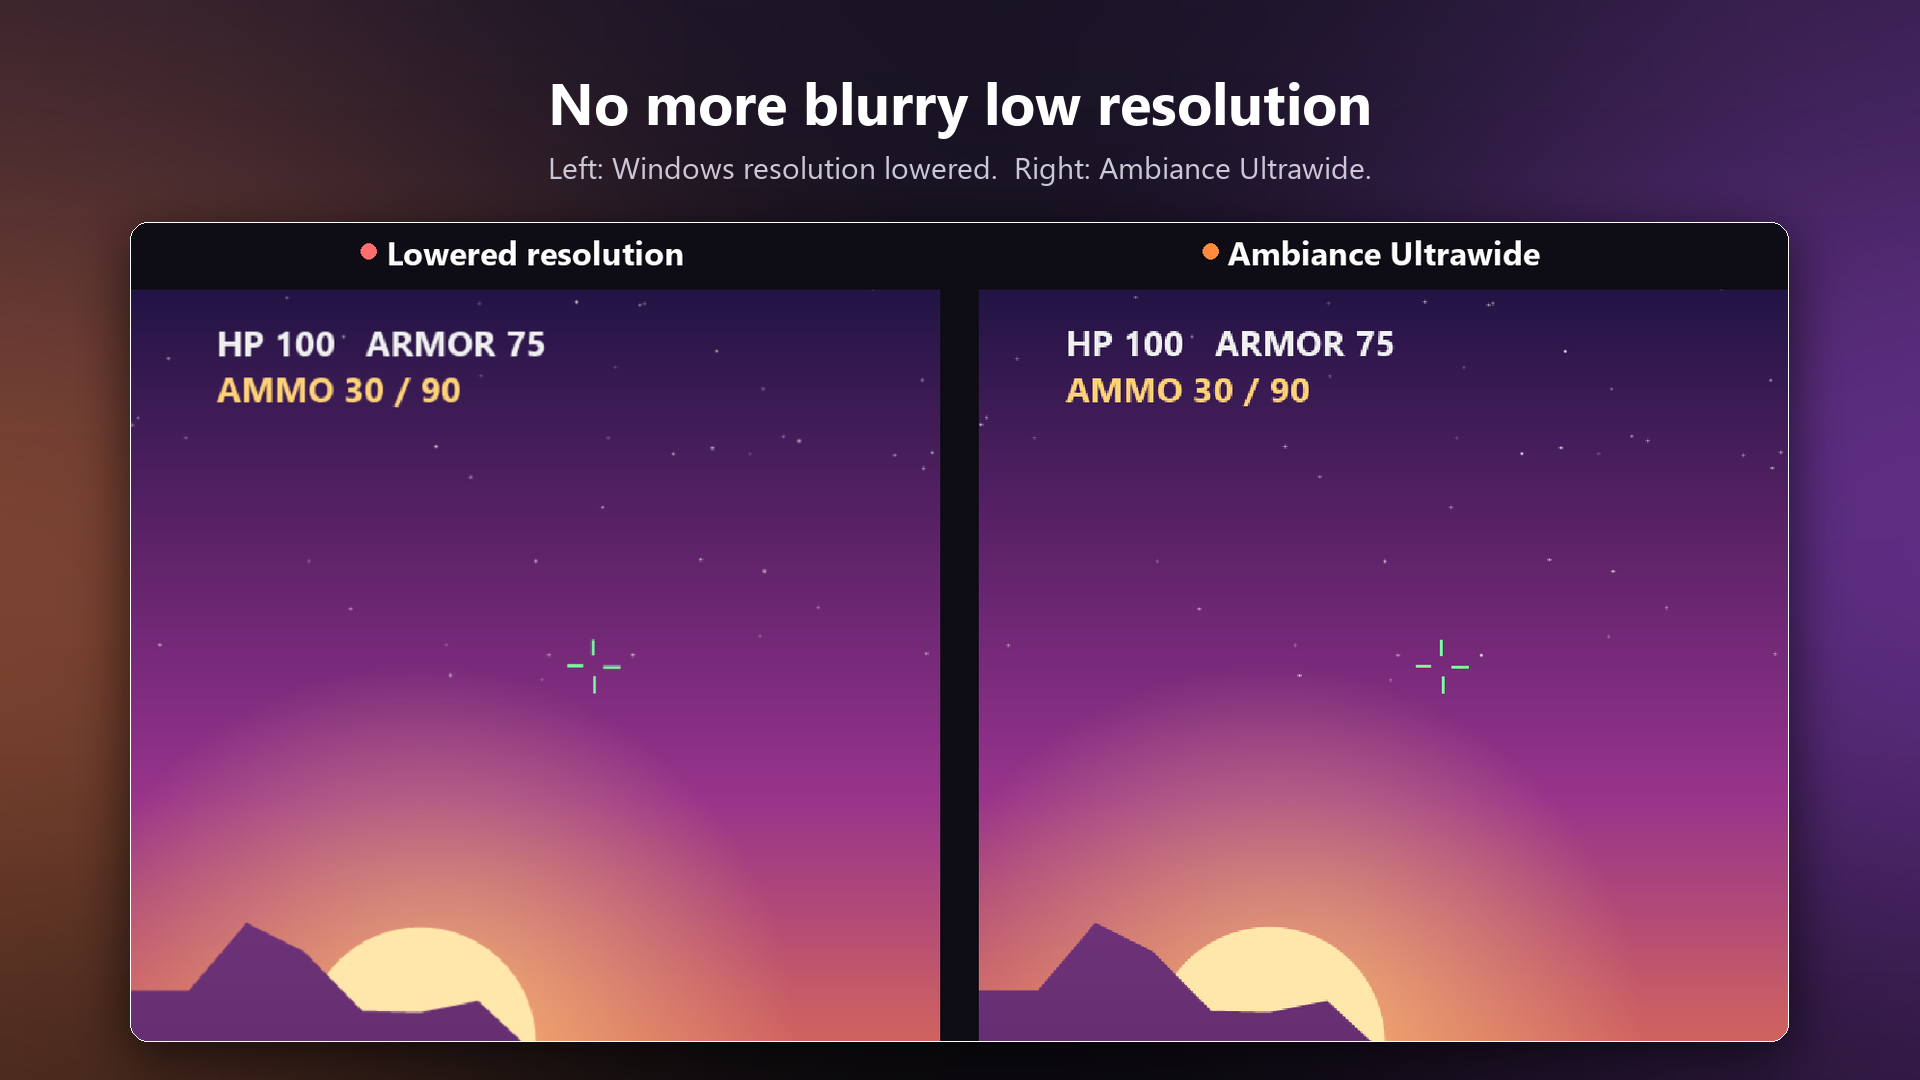 No more blurry low resolution
Left: Windows resolution lowered.  Right: Ambiance Ultrawide.
Lowered resolution
Ambiance Ultrawide
HP 100   ARMOR 75
AMMO 30 / 90
HP 100   ARMOR 75
AMMO 30 / 90